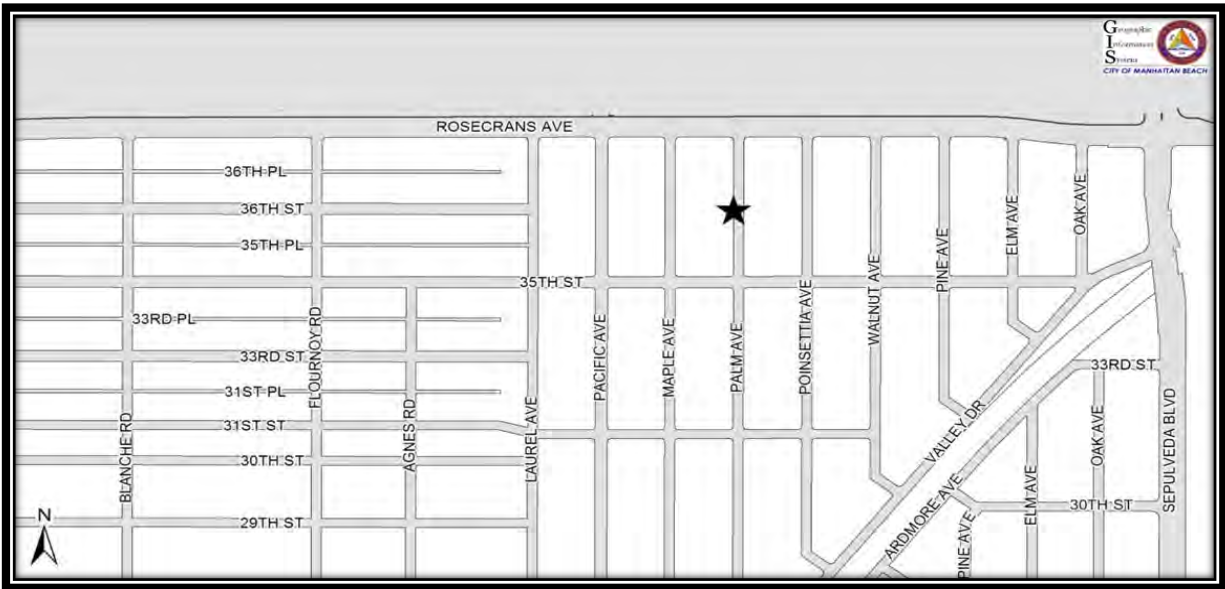 Geographic
Information
System
CITY OF MANHATTAN BEACH
ROSECRANS AVE
36TH PL
36TH ST
35TH PL
35TH ST
33RD PL
33RD ST
31ST PL
31ST ST
30TH ST
29TH ST
BLANCHE RD
FLOURNOY RD
AGNES RD
LAUREL AVE
PACIFIC AVE
MAPLE AVE
PALM AVE
POINSETTIA AVE
WALNUT AVE
PINE AVE
ELM AVE
OAK AVE
VALLEY DR
ARDMORE AVE
33RD ST
OAK AVE
ELM AVE
30TH ST
PINE AVE
SEPULVEDA BLVD
N